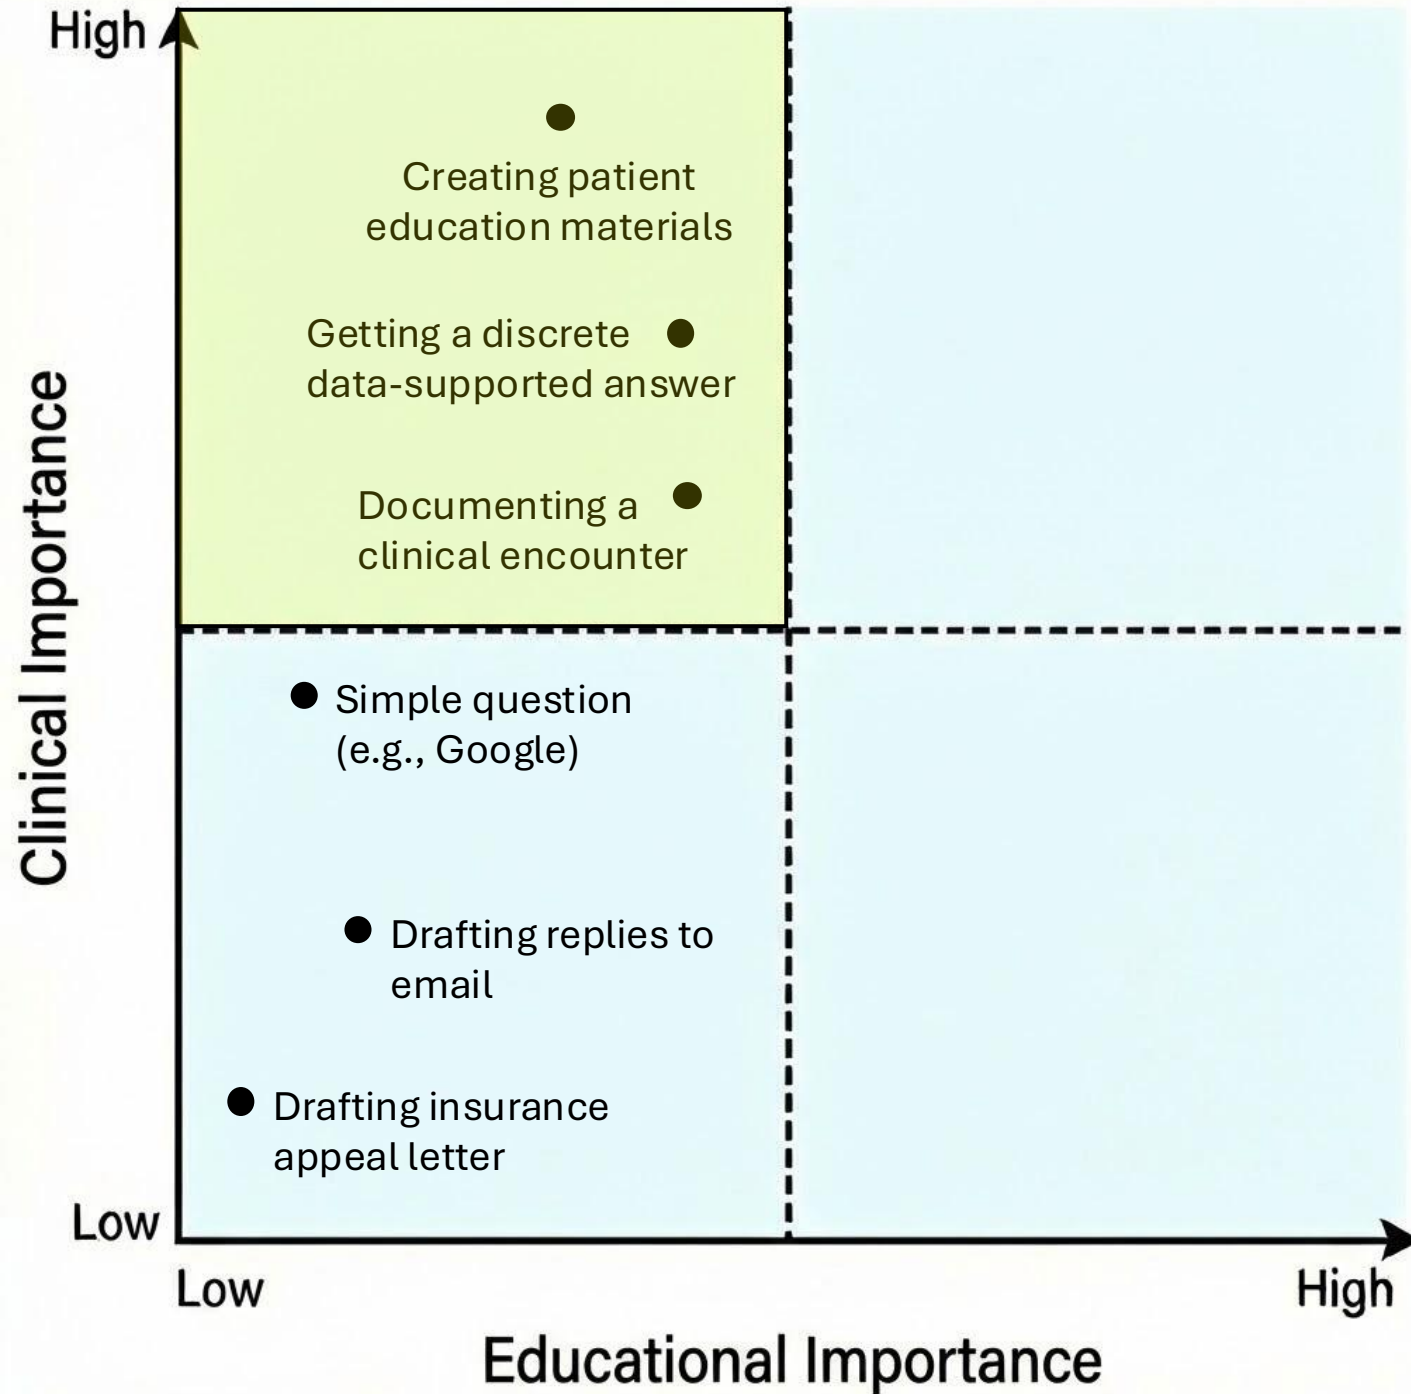 High
Creating patient
education materials
Getting a discrete
data-supported answer
Documenting a
clinical encounter
Clinical Importance
Simple question
(e.g., Google)
Drafting replies to
email
Drafting insurance
appeal letter
Low
Low
High
Educational Importance